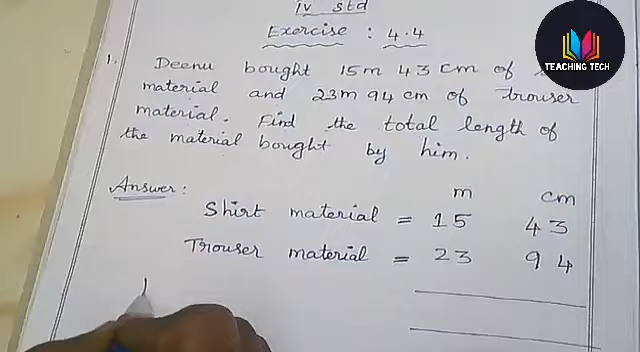 iv std
Exercise : 4.4
TEACHING TECH
1. Deenu bought 15m 43 cm of
material and 23m 94 cm of trouser
material. Find the total length of
the material bought by him.
Answer :
m cm
Shirt material = 15 43
Trouser material = 23 94